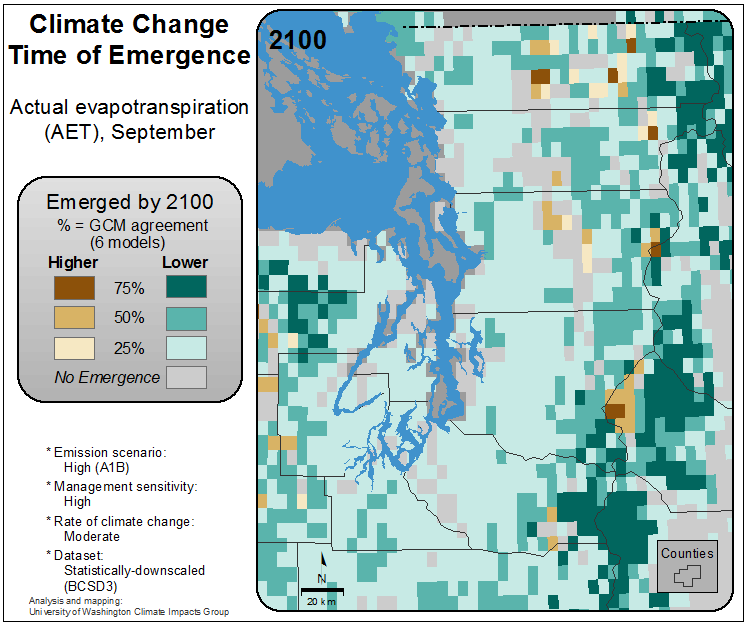 Climate Change
Time of Emergence
Actual evapotranspiration
(AET), September
Emerged by 2100
% = GCM agreement
(6 models)
Higher Lower
75%
50%
25%
No Emergence
* Emission scenario:
High (A1B)
* Management sensitivity:
High
* Rate of climate change:
Moderate
* Dataset:
Statistically-downscaled
(BCSD3)
Analysis and mapping:
University of Washington Climate Impacts Group
2100
N
20 km
Counties